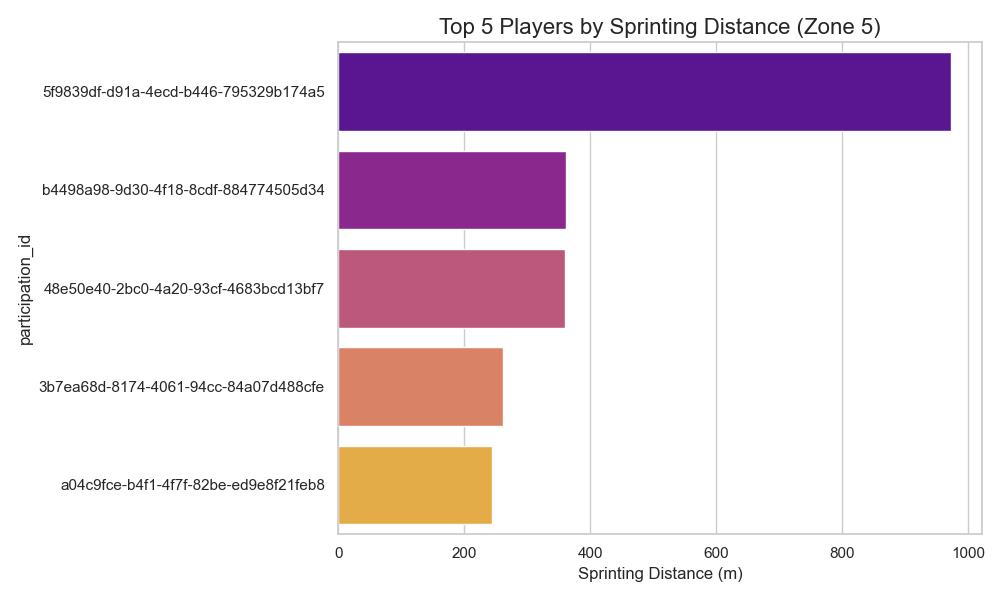 Top 5 Players by Sprinting Distance (Zone 5)
participation_id
5f9839df-d91a-4ecd-b446-795329b174a5
b4498a98-9d30-4f18-8cdf-884774505d34
48e50e40-2bc0-4a20-93cf-4683bcd13bf7
3b7ea68d-8174-4061-94cc-84a07d488cfe
a04c9fce-b4f1-4f7f-82be-ed9e8f21feb8
0 200 400 600 800 1000
Sprinting Distance (m)